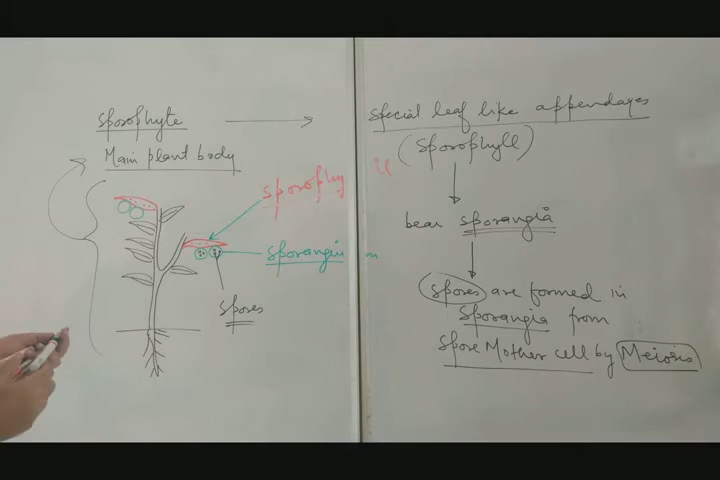 Sporophyte
Main plant body
Sporophyll
Sporangium
Spores
Special leaf like appendages
(Sporophyll)
bear sporangia
Spores are formed in
Sporangia from
Spore Mother cell by Meiosis